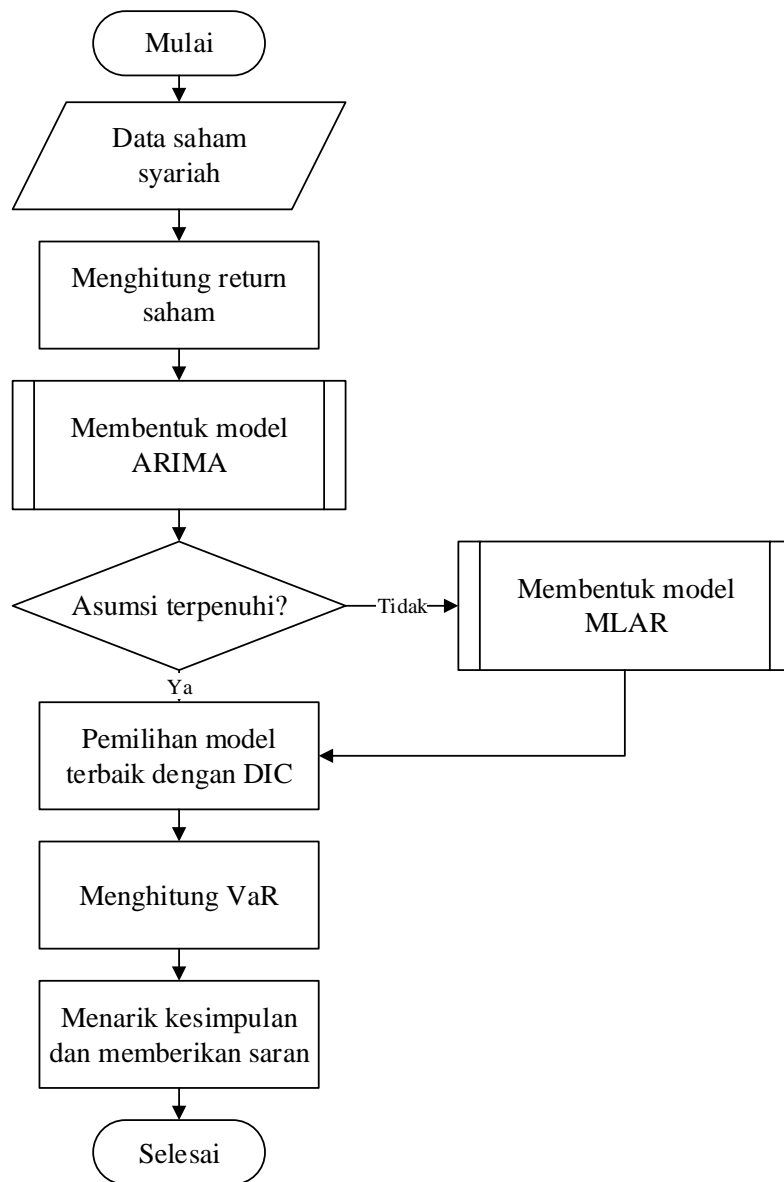 Mulai
Data saham
syariah
Menghitung return
saham
Membentuk model
ARIMA
Asumsi terpenuhi?
Tidak
Membentuk model
MLAR
Ya
Pemilihan model
terbaik dengan DIC
Menghitung VaR
Menarik kesimpulan
dan memberikan saran
Selesai